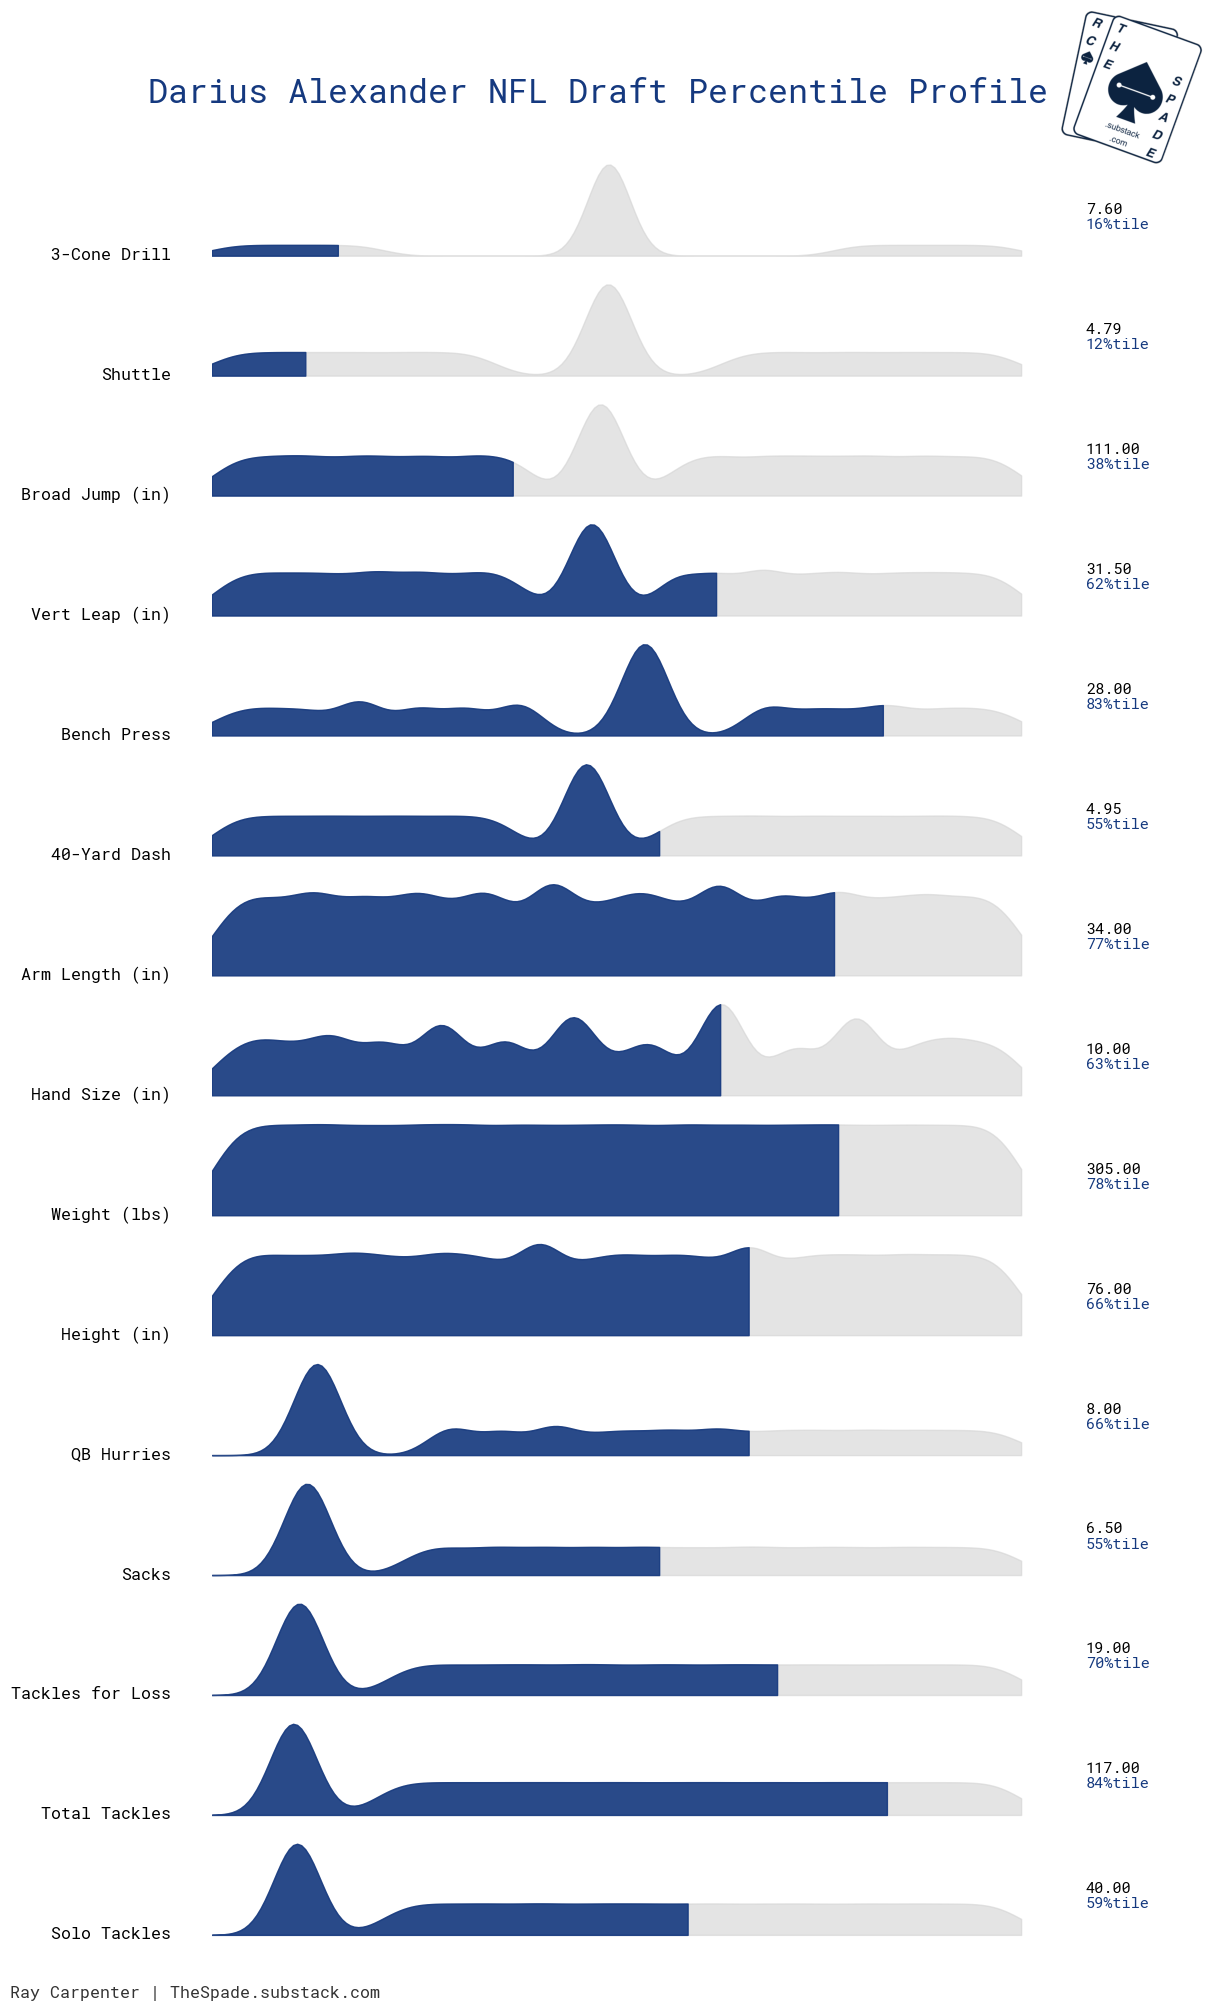 RC
THE
SPADE
.substack
.com
Darius Alexander NFL Draft Percentile Profile
3-Cone Drill
7.60
16%tile
Shuttle
4.79
12%tile
Broad Jump (in)
111.00
38%tile
Vert Leap (in)
31.50
62%tile
Bench Press
28.00
83%tile
40-Yard Dash
4.95
55%tile
Arm Length (in)
34.00
77%tile
Hand Size (in)
10.00
63%tile
Weight (lbs)
305.00
78%tile
Height (in)
76.00
66%tile
QB Hurries
8.00
66%tile
Sacks
6.50
55%tile
Tackles for Loss
19.00
70%tile
Total Tackles
117.00
84%tile
Solo Tackles
40.00
59%tile
Ray Carpenter | TheSpade.substack.com